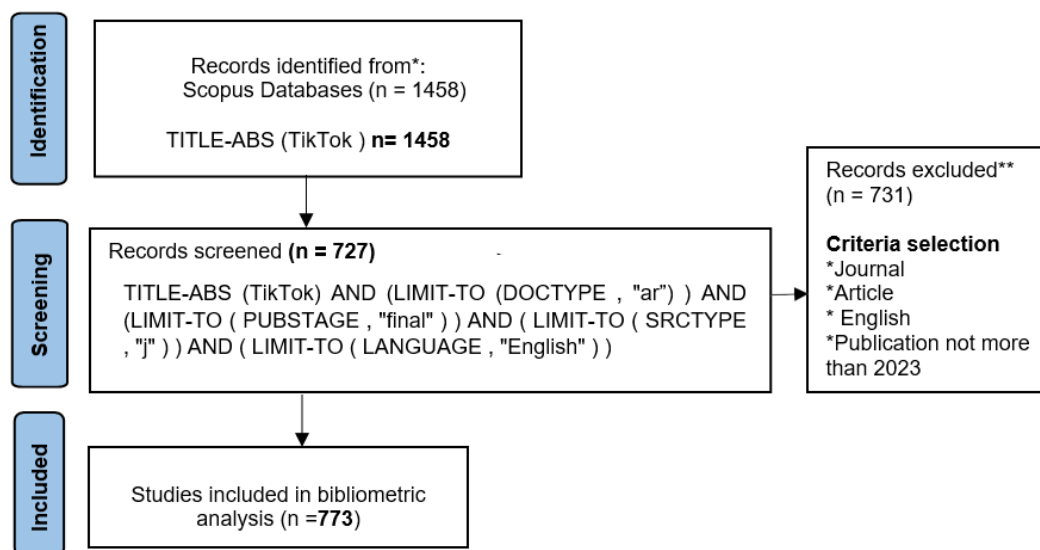 Identification
Records identified from*:
Scopus Databases (n = 1458)
TITLE-ABS (TikTok ) n= 1458
Screening
Records screened (n = 727)
TITLE-ABS (TikTok) AND (LIMIT-TO (DOCTYPE , "ar") ) AND
(LIMIT-TO ( PUBSTAGE , "final" ) ) AND ( LIMIT-TO ( SRCTYPE
, "j" ) ) AND ( LIMIT-TO ( LANGUAGE , "English" ) )
Records excluded**
(n = 731)
Criteria selection
*Journal
*Article
* English
*Publication not more
than 2023
Included
Studies included in bibliometric
analysis (n =773)